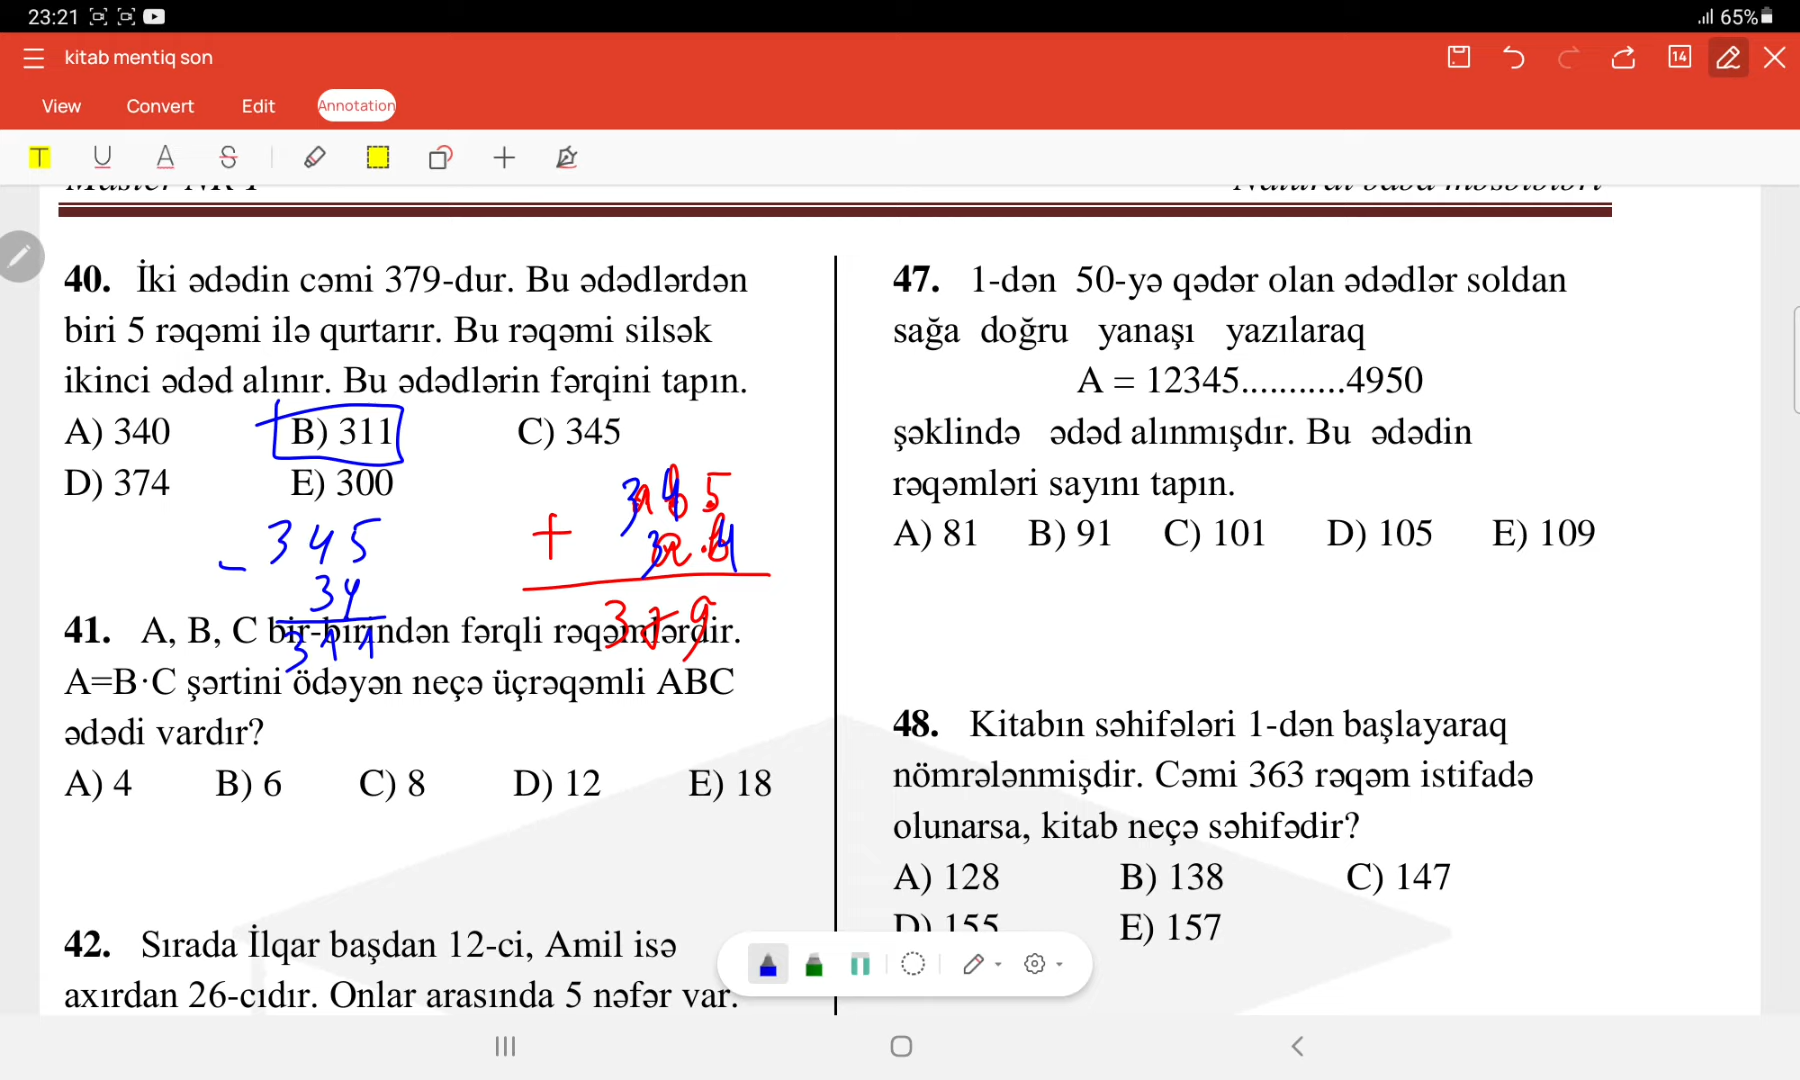 23:21
65%
kitab mentiq son
14
View Convert Edit Annotation
40. İki ədədin cəmi 379-dur. Bu ədədlərdən
biri 5 rəqəmi ilə qurtarır. Bu rəqəmi silsək
ikinci ədəd alınır. Bu ədədlərin fərqini tapın.
A) 340 B) 311 C) 345
D) 374 E) 300
- 345
34
311
+
379
41. A, B, C bir-birindən fərqli rəqəmlərdir.
A=B·C şərtini ödəyən neçə üçrəqəmli ABC
ədədi vardır?
A) 4 B) 6 C) 8 D) 12 E) 18
42. Sırada İlqar başdan 12-ci, Amil isə
axırdan 26-cıdır. Onlar arasında 5 nəfər var.
47. 1-dən 50-yə qədər olan ədədlər soldan
sağa doğru yanaşı yazılaraq
A = 12345...........4950
şəklində ədəd alınmışdır. Bu ədədin
rəqəmləri sayını tapın.
A) 81 B) 91 C) 101 D) 105 E) 109
48. Kitabın səhifələri 1-dən başlayaraq
nömrələnmişdir. Cəmi 363 rəqəm istifadə
olunarsa, kitab neçə səhifədir?
A) 128 B) 138 C) 147
D) 155 E) 157